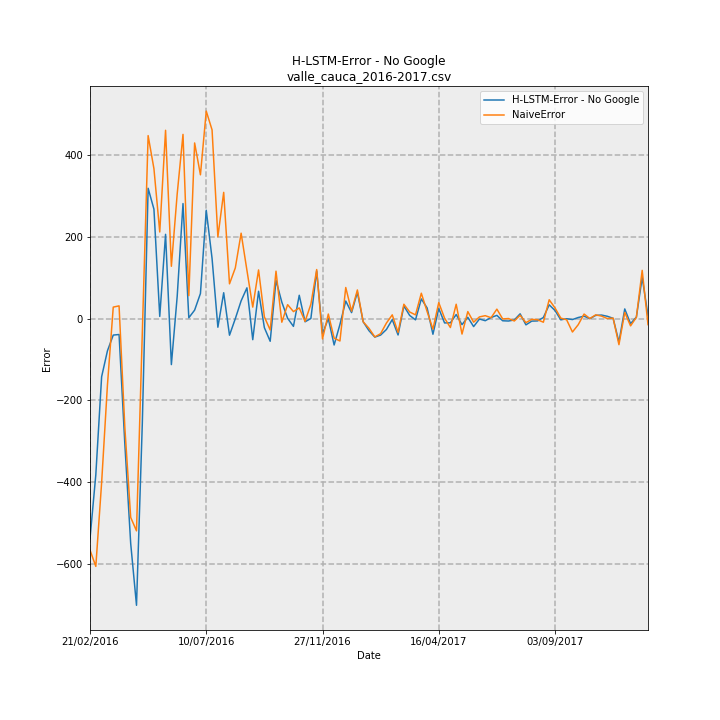 H-LSTM-Error - No Google
valle_cauca_2016-2017.csv
H-LSTM-Error - No Google
NaiveError
400
200
0
−200
−400
−600
Error
21/02/2016 10/07/2016 27/11/2016 16/04/2017 03/09/2017
Date